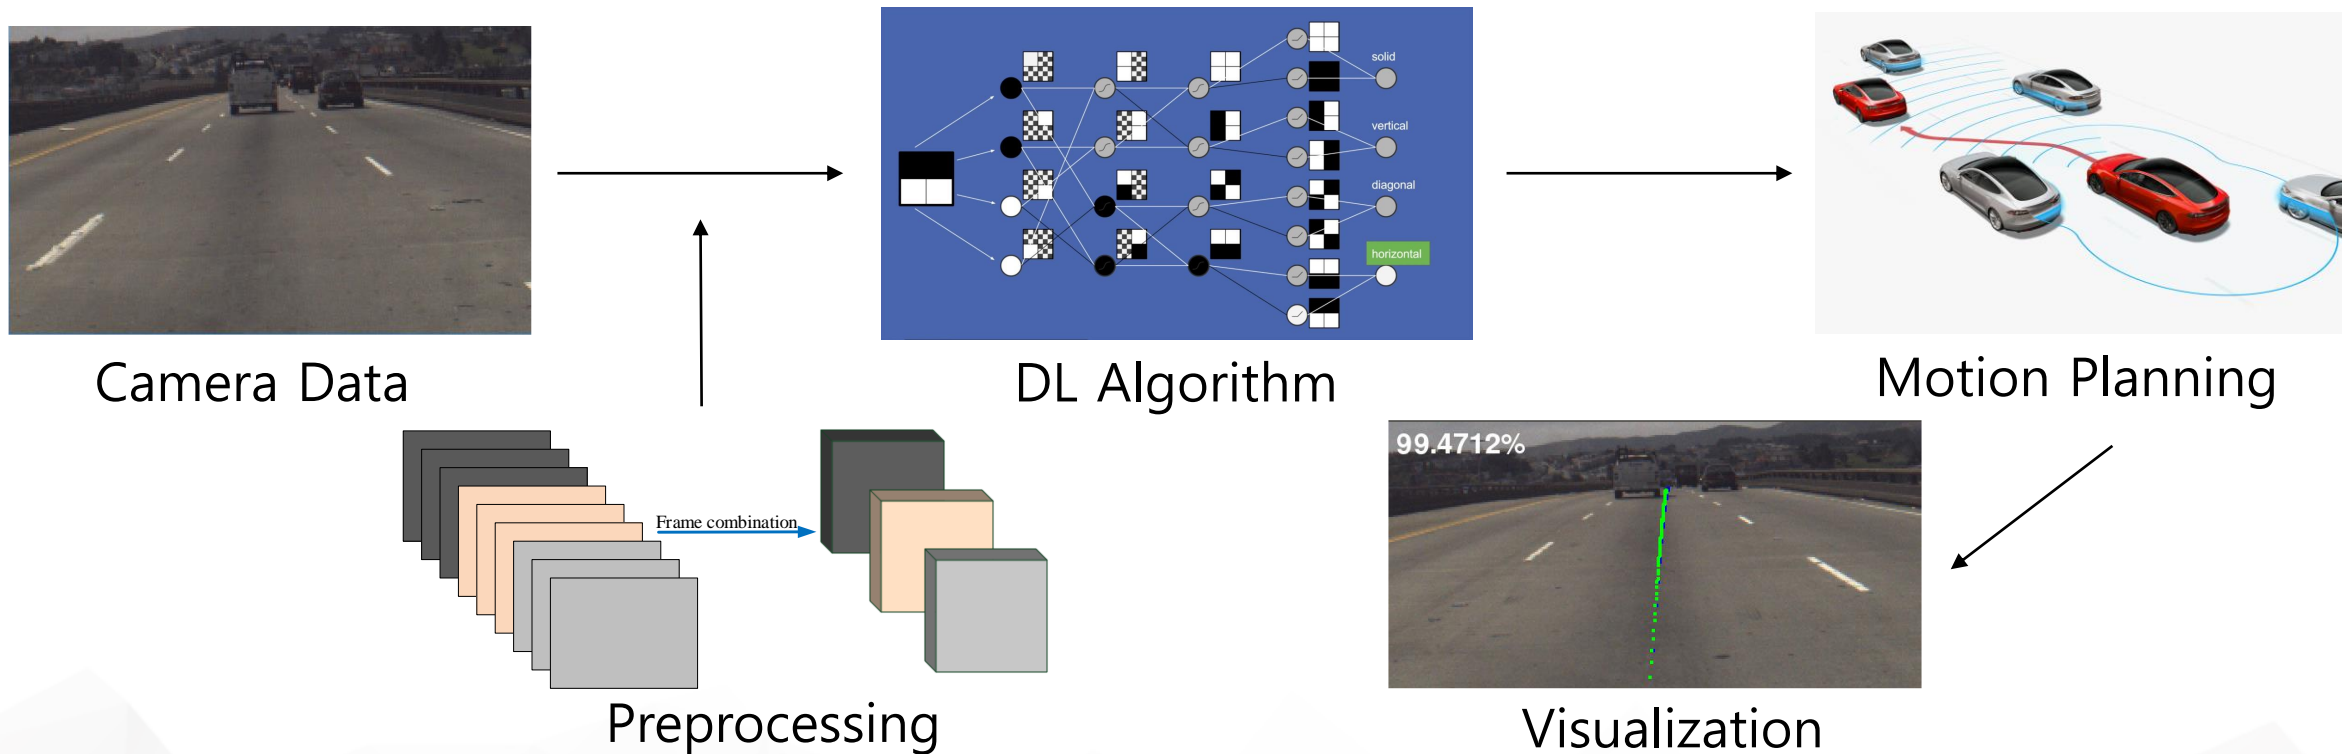 solid
vertical
diagonal
horizontal
Camera Data
DL Algorithm
Motion Planning
Frame combination
99.4712%
Preprocessing
Visualization